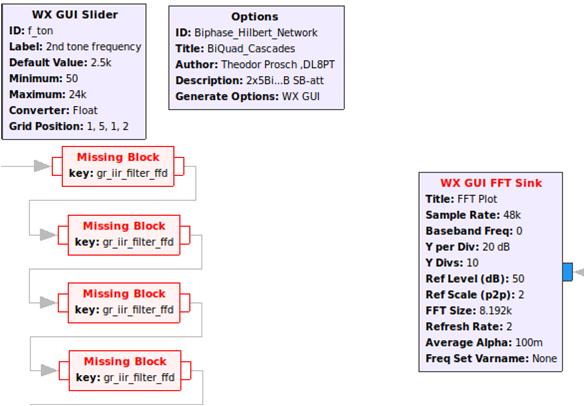 WX GUI Slider
ID: f_ton
Label: 2nd tone frequency
Default Value: 2.5k
Minimum: 50
Maximum: 24k
Converter: Float
Grid Position: 1, 5, 1, 2
Options
ID: Biphase_Hilbert_Network
Title: BiQuad_Cascades
Author: Theodor Prosch ,DL8PT
Description: 2x5Bi...B SB-att
Generate Options: WX GUI
Missing Block
key: gr_iir_filter_ffd
Missing Block
key: gr_iir_filter_ffd
Missing Block
key: gr_iir_filter_ffd
Missing Block
key: gr_iir_filter_ffd
WX GUI FFT Sink
Title: FFT Plot
Sample Rate: 48k
Baseband Freq: 0
Y per Div: 20 dB
Y Divs: 10
Ref Level (dB): 50
Ref Scale (p2p): 2
FFT Size: 8.192k
Refresh Rate: 2
Average Alpha: 100m
Freq Set Varname: None